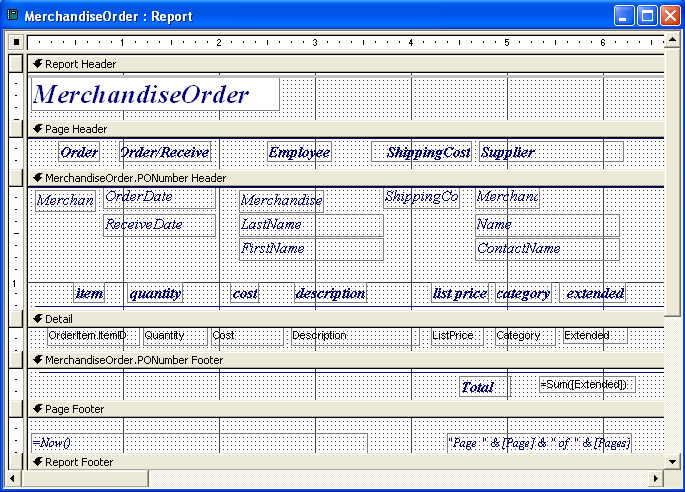 MerchandiseOrder : Report
1 2 3 4 5 6
Report Header
MerchandiseOrder
Page Header
Order Order/Receive Employee ShippingCost Supplier
MerchandiseOrder.PONumber Header
Merchan OrderDate Merchandise ShippingCo Merchand
ReceiveDate LastName Name
FirstName ContactName
1
item quantity cost description list price category extended
Detail
OrderItem.ItemID Quantity Cost Description ListPrice Category Extended
MerchandiseOrder.PONumber Footer
Total =Sum([Extended])
Page Footer
=Now() "Page " & [Page] & " of " & [Pages]
Report Footer